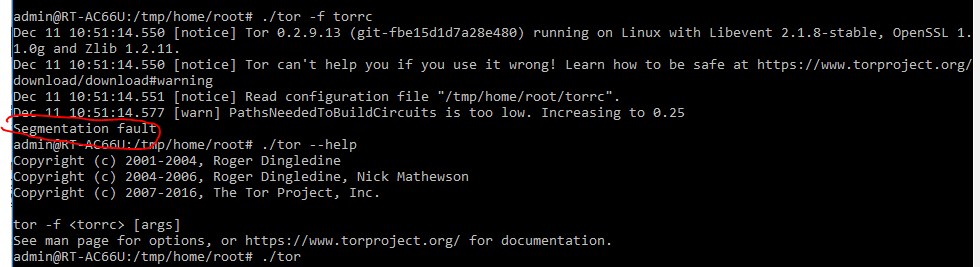 admin@RT-AC66U:/tmp/home/root# ./tor -f torrc
Dec 11 10:51:14.550 [notice] Tor 0.2.9.13 (git-fbe15d1d7a28e480) running on Linux with Libevent 2.1.8-stable, OpenSSL 1.
1.0g and Zlib 1.2.11.
Dec 11 10:51:14.550 [notice] Tor can't help you if you use it wrong! Learn how to be safe at https://www.torproject.org/
download/download#warning
Dec 11 10:51:14.551 [notice] Read configuration file "/tmp/home/root/torrc".
Dec 11 10:51:14.577 [warn] PathsNeededToBuildCircuits is too low. Increasing to 0.25
Segmentation fault
admin@RT-AC66U:/tmp/home/root# ./tor --help
Copyright (c) 2001-2004, Roger Dingledine
Copyright (c) 2004-2006, Roger Dingledine, Nick Mathewson
Copyright (c) 2007-2016, The Tor Project, Inc.
tor -f <torrc> [args]
See man page for options, or https://www.torproject.org/ for documentation.
admin@RT-AC66U:/tmp/home/root# ./tor